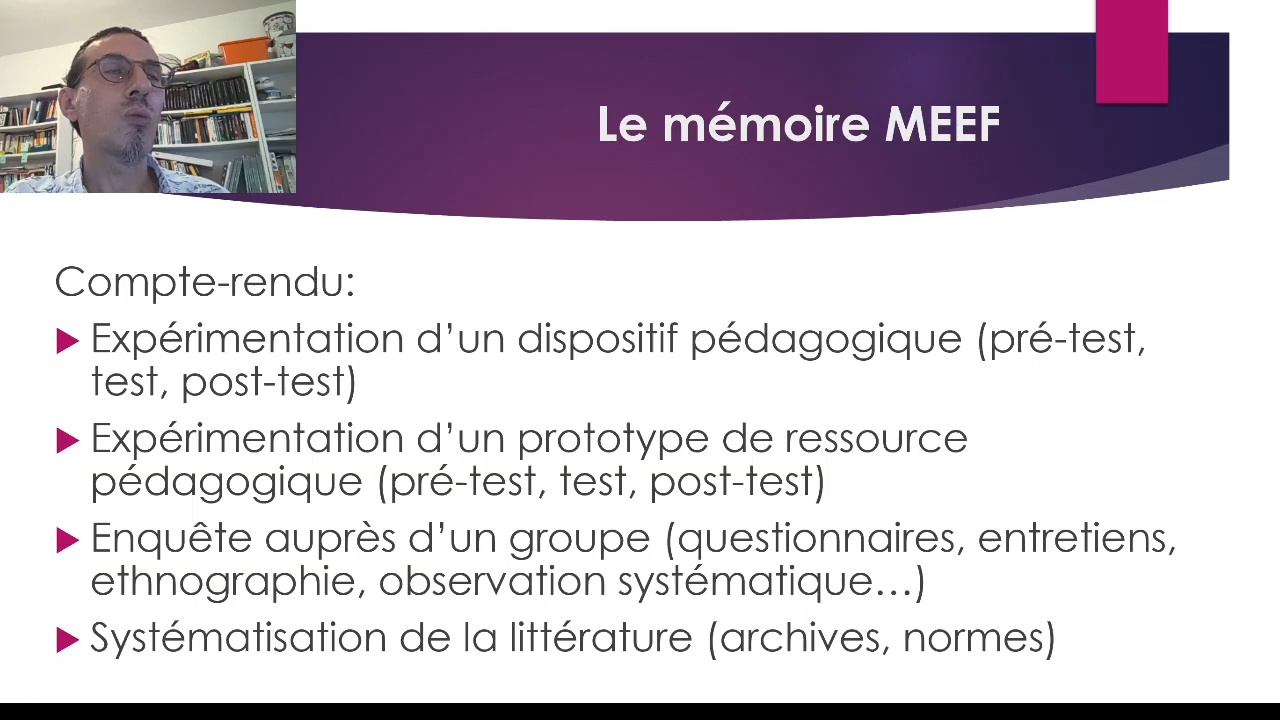 Le mémoire MEEF
Compte-rendu:
Expérimentation d’un dispositif pédagogique (pré-test,
test, post-test)
Expérimentation d’un prototype de ressource
pédagogique (pré-test, test, post-test)
Enquête auprès d’un groupe (questionnaires, entretiens,
ethnographie, observation systématique…)
Systématisation de la littérature (archives, normes)